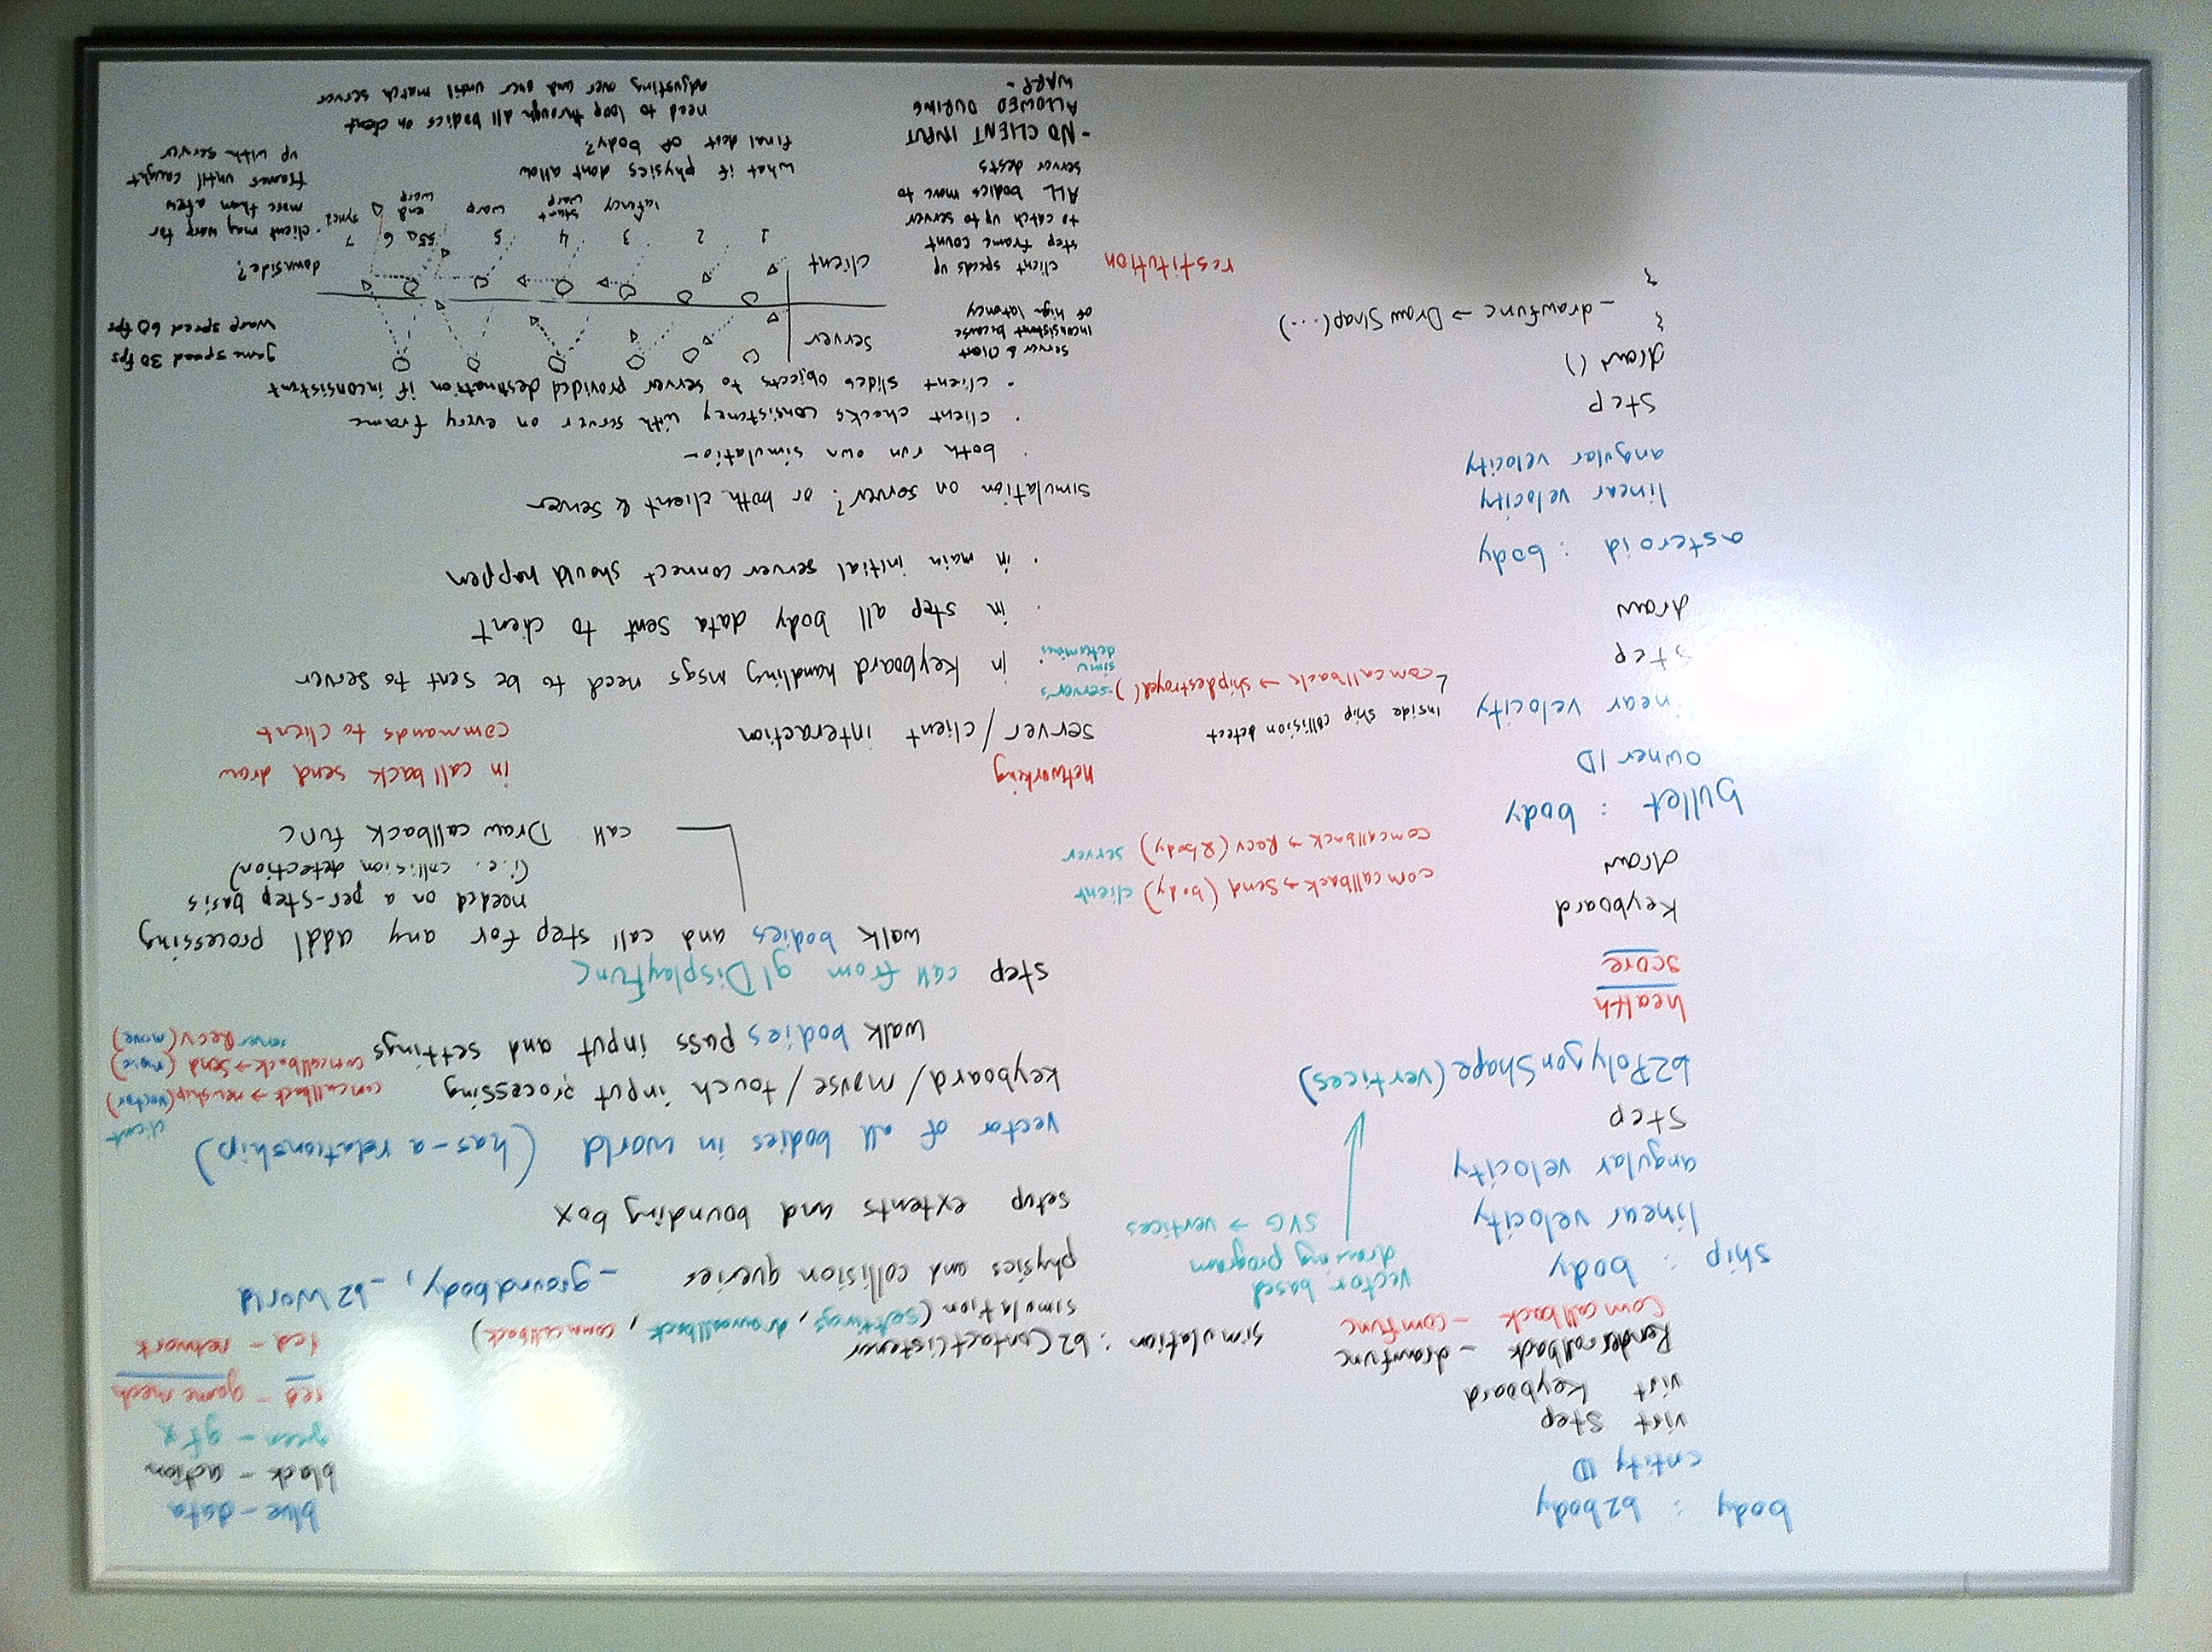 body : b2body
entity ID
virt step
virt keyboard
Rendercallback - drawfunc
Comcallback - comfunc
ship : body
linear velocity
angular velocity
step
b2PolygonShape(vertices)
health
score
keyboard
draw
vector based
drawing program
SVG → vertices
comcallback → Send (body) client
comcallback → Recv (&body) server
bullet : body
owner ID
near velocity
step
draw
inside ship collision detect
comcallback → shipdestroyed( ) - server's
simu
determines
asteroid : body
linear velocity
angular velocity
step
draw ()
{
_drawfunc → DrawShap(...)
}
blue - data
black - action
green - gfx
red - game mech
red - network
simulation : b2ContactListener
simulation (settings, drawcallback, comcallback)
physics and collision queries _groundbody, _b2World
setup extents and bounding box
vector of all bodies in world (has-a relationship)
keyboard/mouse/touch input processing
walk bodies pass input and settings
client
comcallback → newship(vector)
comcallback → Send (move)
server Recv(move)
step call from glDisplayFunc
walk bodies and call step for any addl processing
needed on a per-step basis
(i.e. collision detection)
call Draw callback func
networking
server/client interaction
in call back send draw
commands to client
· in keyboard handling msgs need to be sent to server
· in step all body data sent to client
· in main initial server connect should happen
simulation on server? or both client & server
· both run own simulation
· client checks consistency with server on every frame
· client slides objects to server provided destination if inconsistent
Server & Client
inconsistent because
of high latency
server
client
1 2 3 4 5 55 6 7
latency start warp warp end warp sync'd
game speed 30 fps
warp speed 60 fps
restitution
client speeds up
step frame count
to catch up to server
ALL bodies move to
server dests
- NO CLIENT INPUT
ALLOWED DURING
WARP -
downside?
· client may warp for
more than a few
frames until caught
up with server
what if physics dont allow
final dest of body?
need to loop through all bodies on client
adjusting over and over until match server